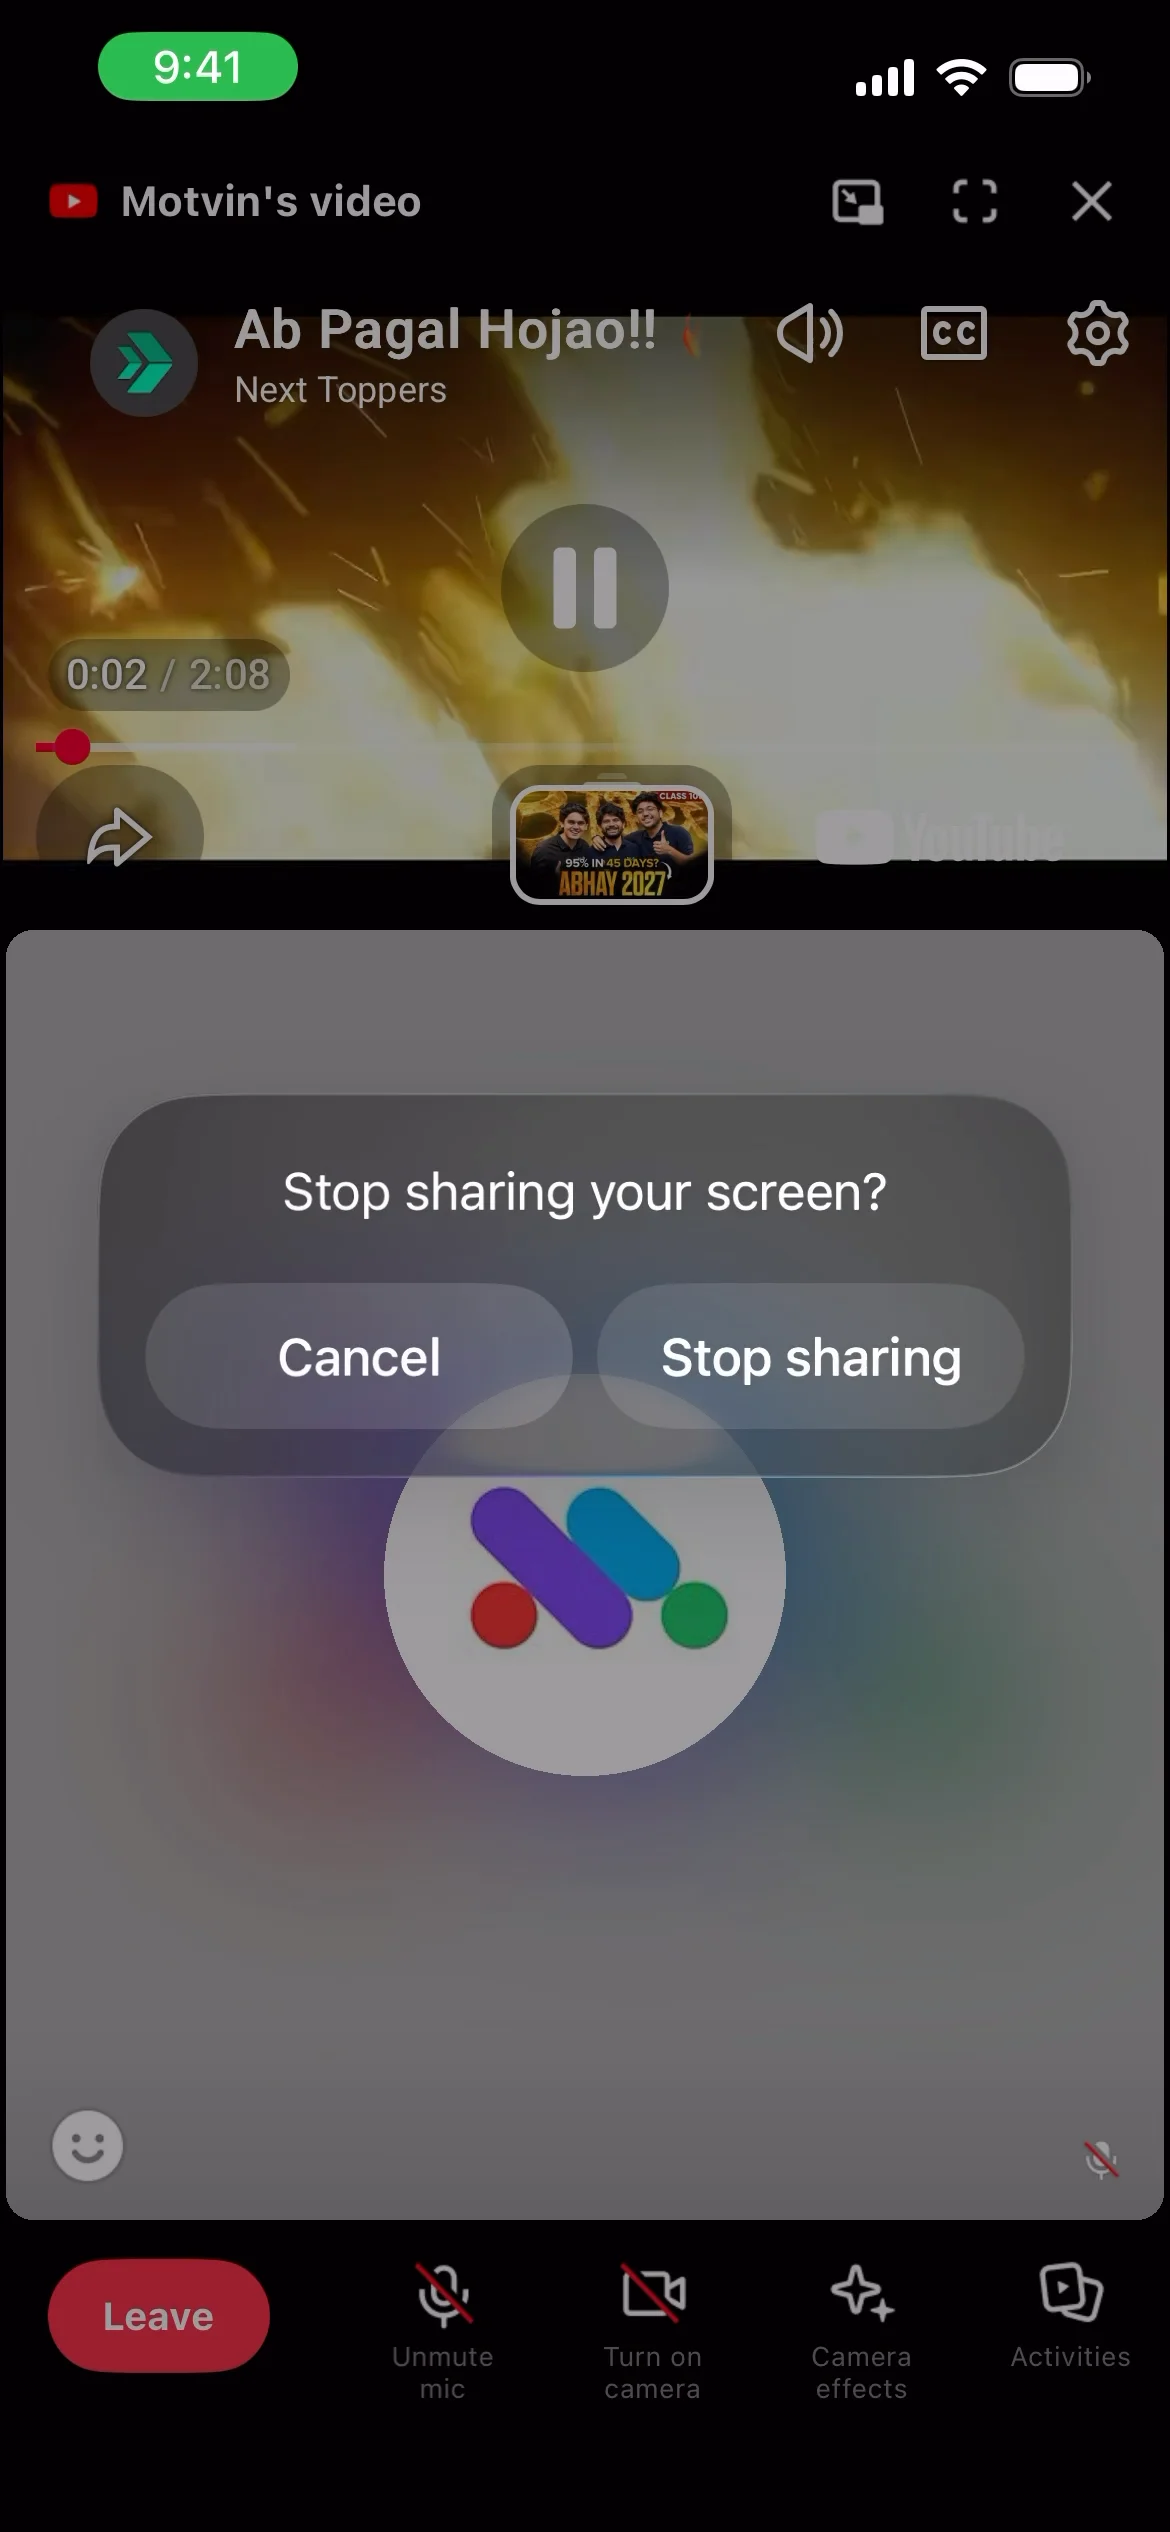 9:41
Motvin's video
Ab Pagal Hojao!!
CC
Next Toppers
0:02 / 2:08
CLASS 10
95% IN 45 DAYS?
ABHAY 2027
YouTube
Stop sharing your screen?
Cancel
Stop sharing
Leave
Unmute
mic
Turn on
camera
Camera
effects
Activities